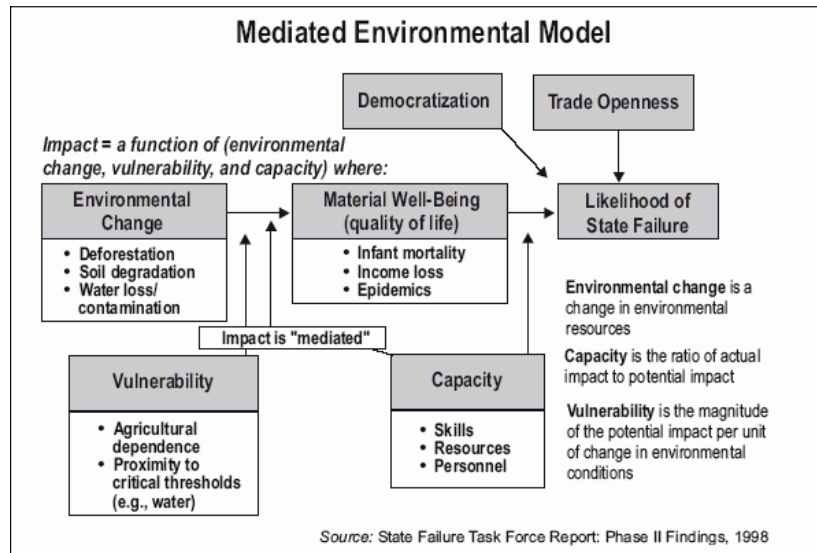 Mediated Environmental Model
Democratization
Trade Openness
Impact = a function of (environmental
change, vulnerability, and capacity) where:
Environmental
Change
• Deforestation
• Soil degradation
• Water loss/
contamination
Material Well-Being
(quality of life)
• Infant mortality
• Income loss
• Epidemics
Likelihood of
State Failure
Impact is "mediated"
Vulnerability
• Agricultural
dependence
• Proximity to
critical thresholds
(e.g., water)
Capacity
• Skills
• Resources
• Personnel
Environmental change is a
change in environmental
resources
Capacity is the ratio of actual
impact to potential impact
Vulnerability is the magnitude
of the potential impact per unit
of change in environmental
conditions
Source: State Failure Task Force Report: Phase II Findings, 1998